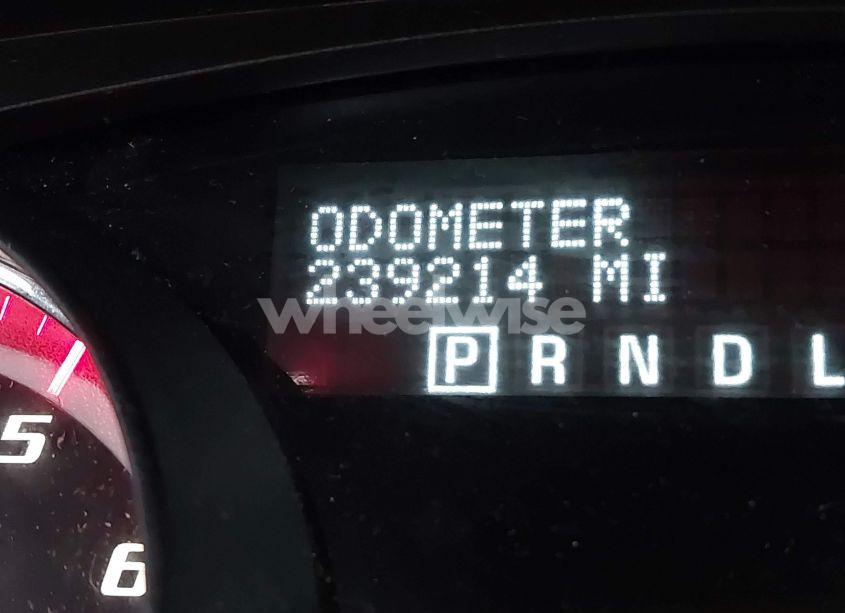 ODOMETER
239214 MI
wheelwise
P R N D L
5
6